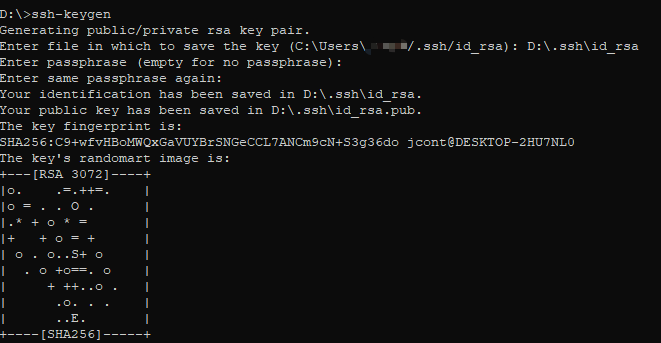 D:\>ssh-keygen
Generating public/private rsa key pair.
Enter file in which to save the key (C:\Users\/.ssh/id_rsa): D:\.ssh\id_rsa
Enter passphrase (empty for no passphrase):
Enter same passphrase again:
Your identification has been saved in D:\.ssh\id_rsa.
Your public key has been saved in D:\.ssh\id_rsa.pub.
The key fingerprint is:
SHA256:C9+wfvHBoMWQxGaVUYBrSNGeCCL7ANCm9cN+S3g36do jcont@DESKTOP-2HU7NL0
The key's randomart image is:
+---[RSA 3072]----+
|o.    .=.++=.    |
|o = . . O .      |
|.* + o * =       |
|+   + o = +      |
| o . o..S+ o     |
|  . o +o==. o    |
|     + ++..o .   |
|      .o. . .    |
|      ..E.       |
+----[SHA256]-----+